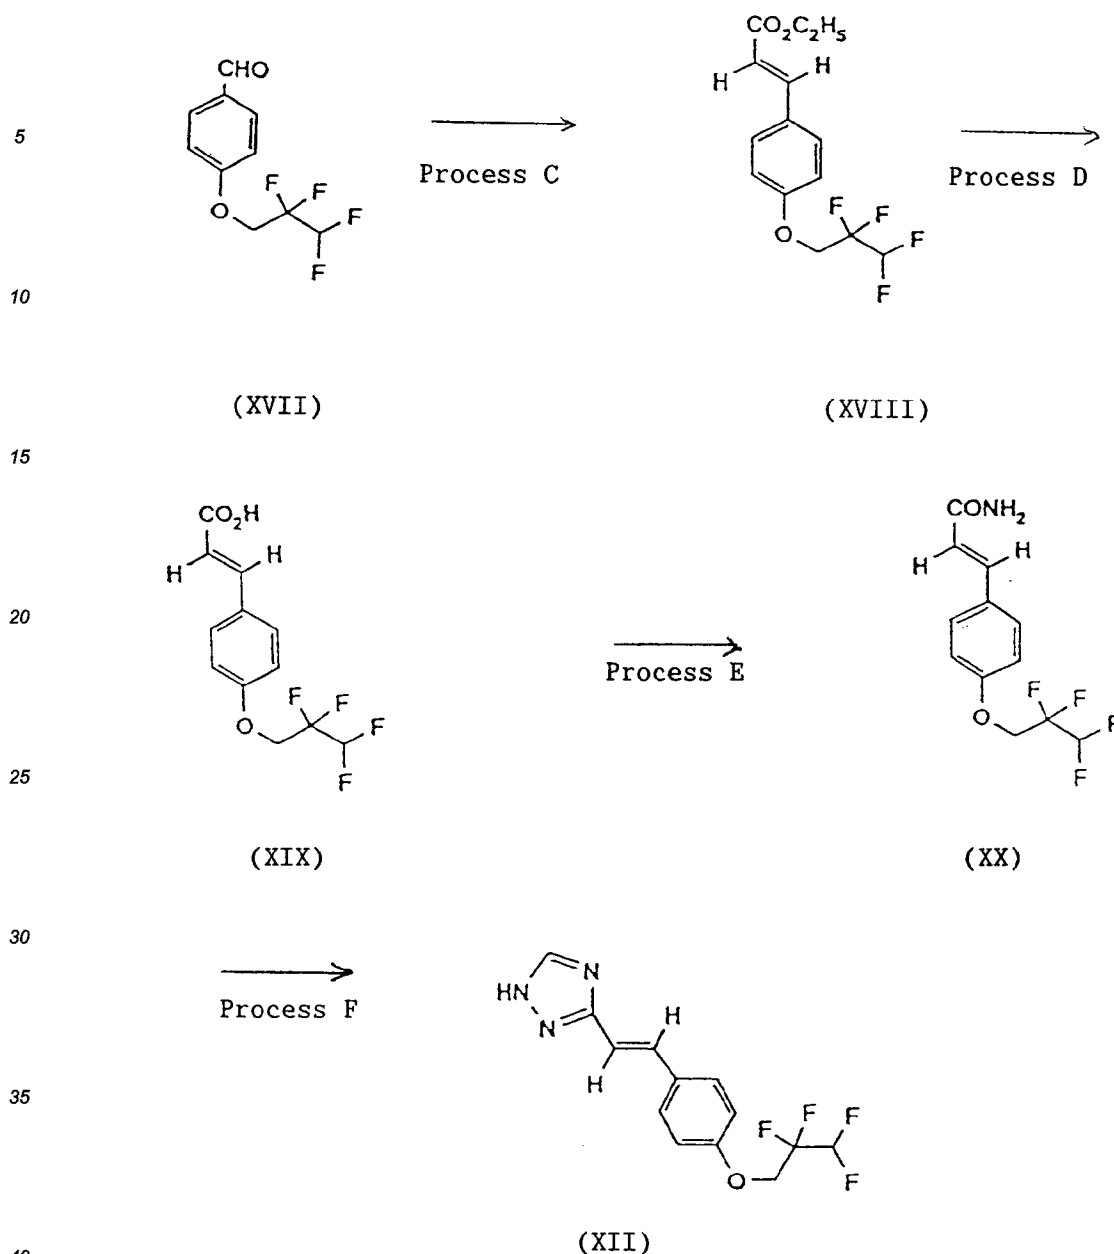 CHO
F F
O F
F
(XVII)
Process C
CO₂C₂H₅
H H
F F
O F
F
(XVIII)
Process D
5
10
15
CO₂H
H H
F F
O F
F
(XIX)
Process E
CONH₂
H H
F F
O F
F
(XX)
20
25
30
Process F
N
HN
N H
H
F F F
O F
(XII)
35